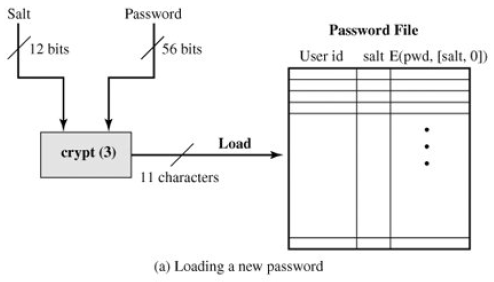 Salt
Password
Password File
12 bits
56 bits
User id salt E(pwd, [salt, 0])
crypt (3)
Load
11 characters
(a) Loading a new password